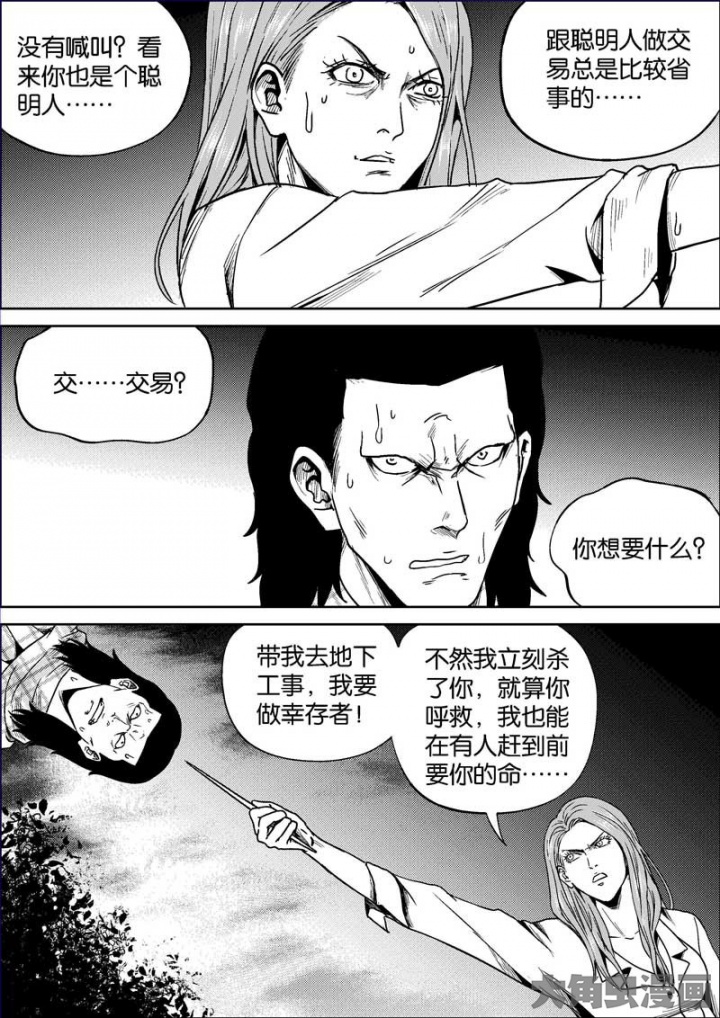 没有喊叫？看
来你也是个聪
明人……
跟聪明人做交
易总是比较省
事的……
交……交易？
你想要什么？
带我去地下
工事，我要
做幸存者！
不然我立刻杀
了你，就算你
呼救，我也能
在有人赶到前
要你的命……
大角虫漫画